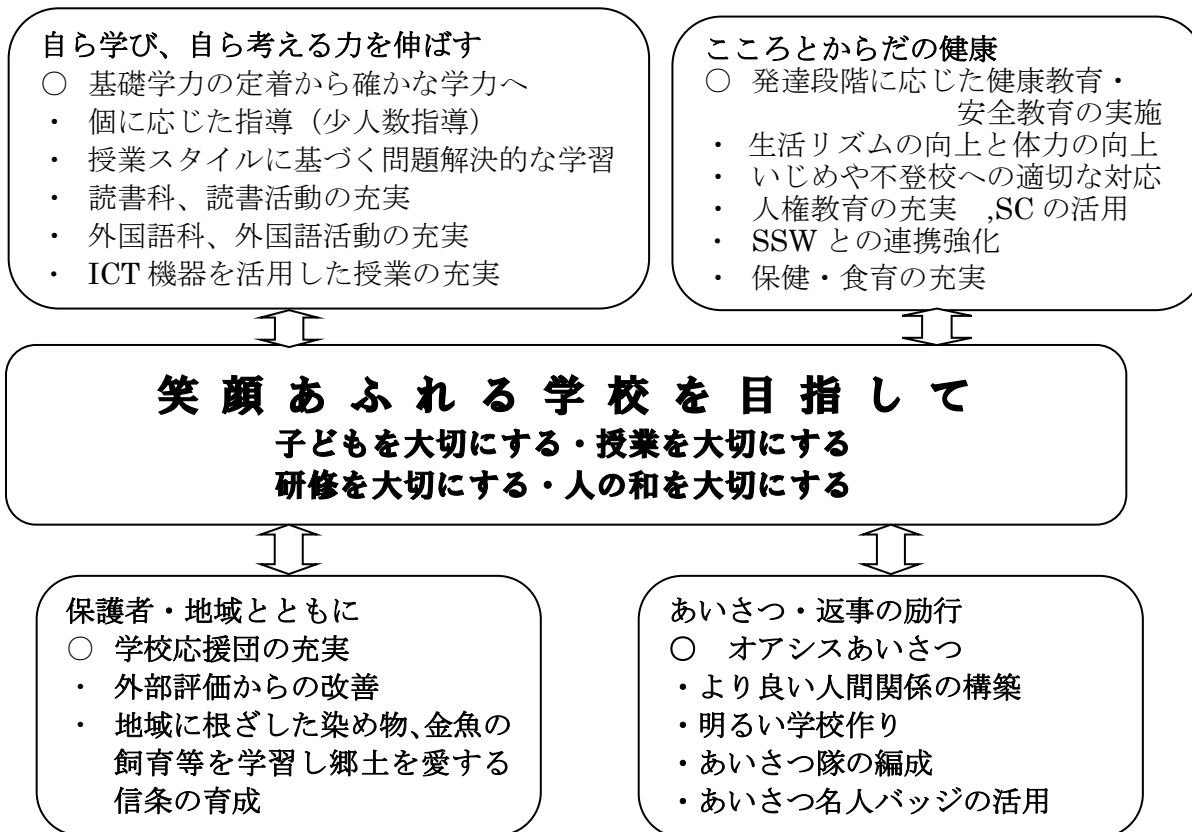 自ら学び、自ら考える力を伸ばす
○ 基礎学力の定着から確かな学力へ
・ 個に応じた指導（少人数指導）
・ 授業スタイルに基づく問題解決的な学習
・ 読書科、読書活動の充実
・ 外国語科、外国語活動の充実
・ ICT 機器を活用した授業の充実
こころとからだの健康
○ 発達段階に応じた健康教育・
安全教育の実施
・ 生活リズムの向上と体力の向上
・ いじめや不登校への適切な対応
・ 人権教育の充実 ,SC の活用
・ SSW との連携強化
・ 保健・食育の充実
笑顔あふれる学校を目指して
子どもを大切にする・授業を大切にする
研修を大切にする・人の和を大切にする
保護者・地域とともに
○ 学校応援団の充実
・ 外部評価からの改善
・ 地域に根ざした染め物、金魚の
飼育等を学習し郷土を愛する
信条の育成
あいさつ・返事の励行
○ オアシスあいさつ
・より良い人間関係の構築
・明るい学校作り
・あいさつ隊の編成
・あいさつ名人バッジの活用